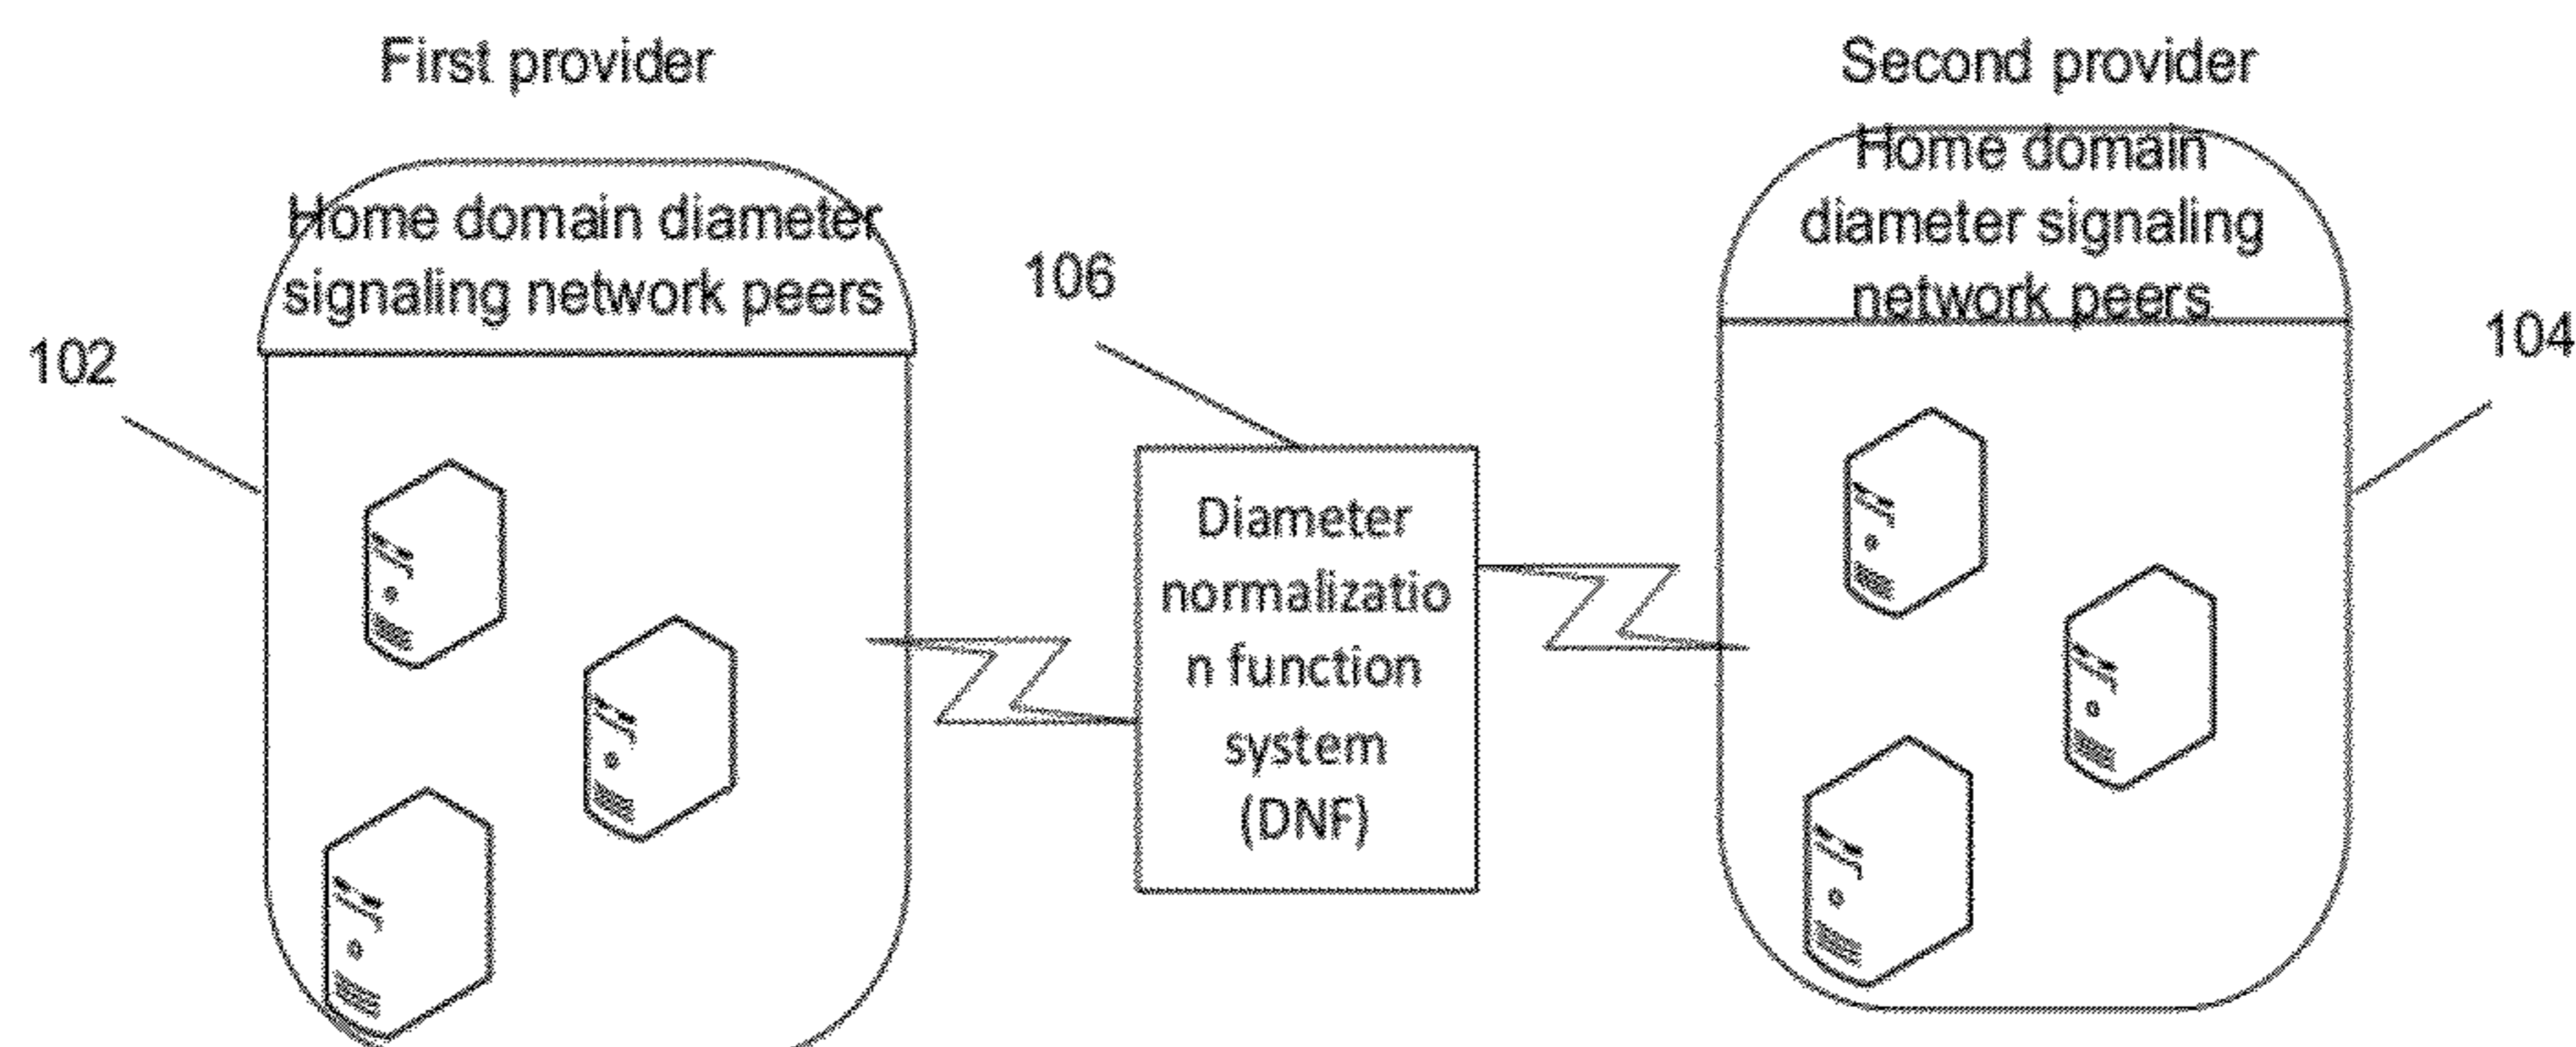 First provider
Home domain diameter
signaling network peers
102
106
Diameter
normalizatio
n function
system
(DNF)
Second provider
Home domain
diameter signaling
network peers
104